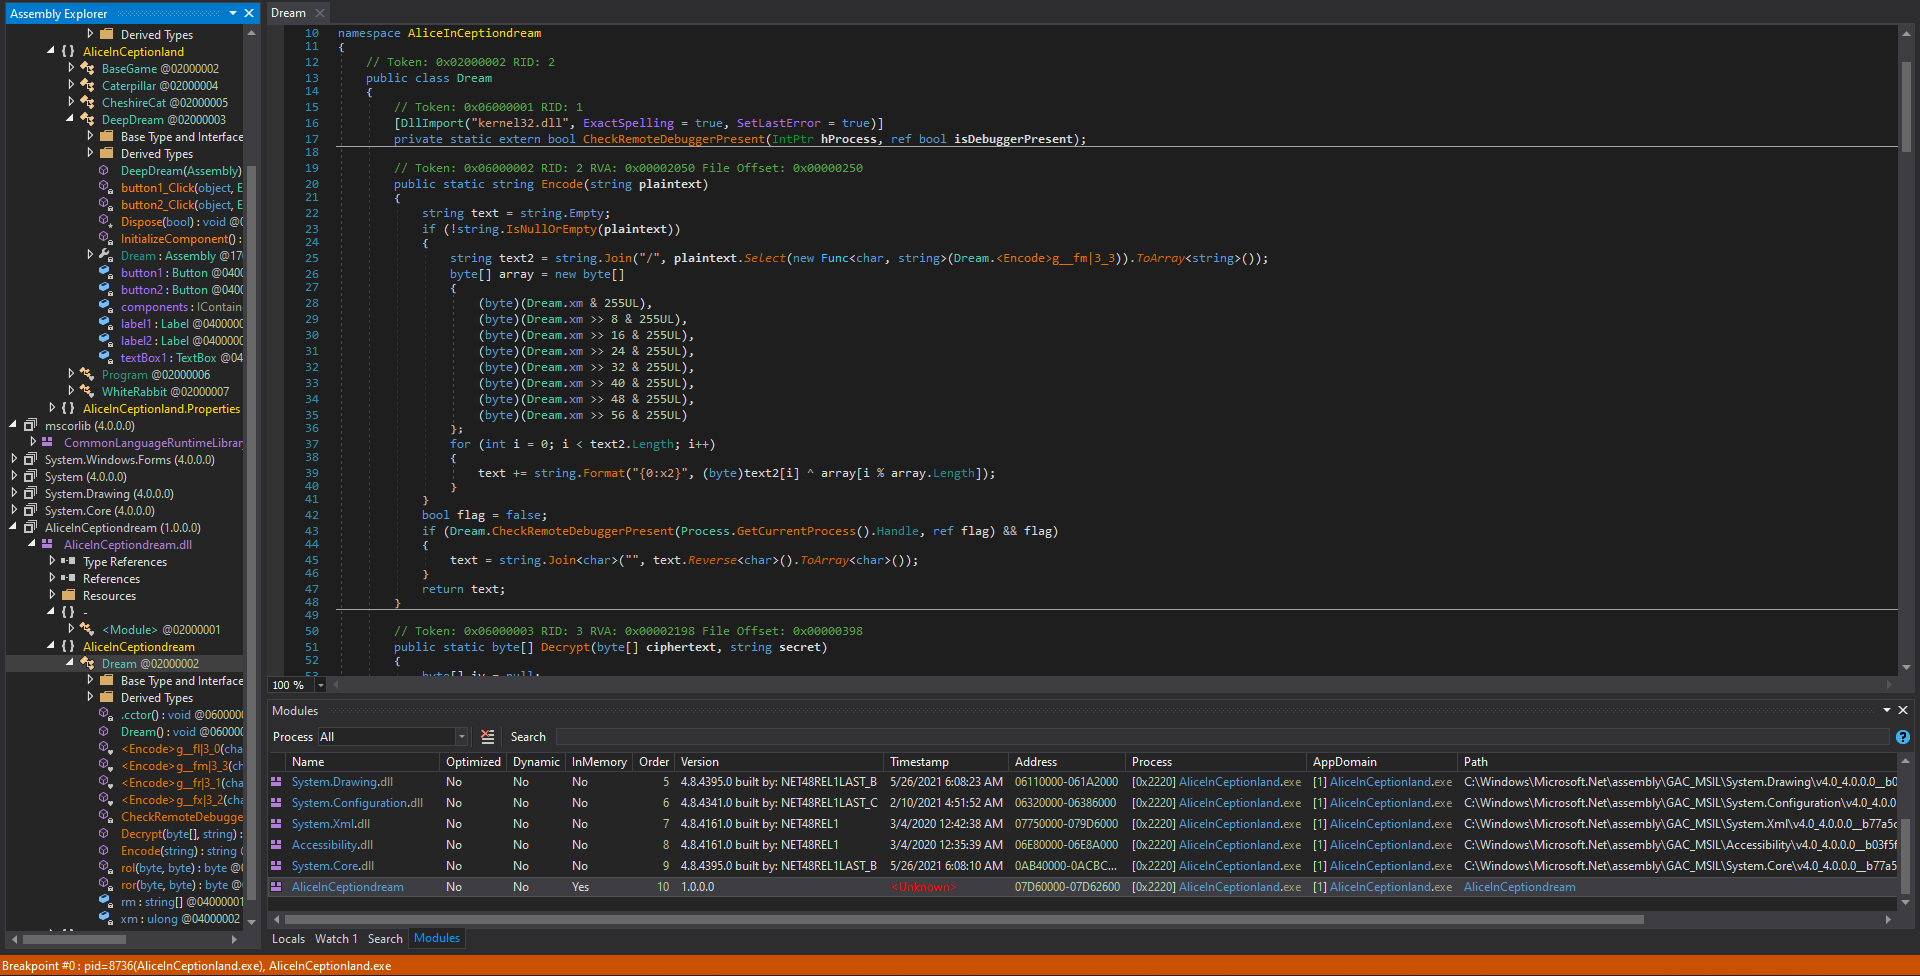 Assembly Explorer
Derived Types
{ } AliceInCeptionland
BaseGame @02000002
Caterpillar @02000004
CheshireCat @02000005
DeepDream @02000003
Base Type and Interface
Derived Types
DeepDream(Assembly)
button1_Click(object, E
button2_Click(object, E
Dispose(bool) : void @0
InitializeComponent() :
Dream : Assembly @170
button1 : Button @0400
button2 : Button @0400
components : IContain
label1 : Label @0400000
label2 : Label @0400000
textBox1 : TextBox @04
Program @02000006
WhiteRabbit @02000007
{ } AliceInCeptionland.Properties
mscorlib (4.0.0.0)
CommonLanguageRuntimeLibrar
System.Windows.Forms (4.0.0.0)
System (4.0.0.0)
System.Drawing (4.0.0.0)
System.Core (4.0.0.0)
AliceInCeptiondream (1.0.0.0)
AliceInCeptiondream.dll
Type References
References
Resources
{ } -
<Module> @02000001
{ } AliceInCeptiondream
Dream @02000002
Base Type and Interface
Derived Types
.cctor() : void @060000
Dream() : void @060000
<Encode>g__fl|3_0(cha
<Encode>g__fm|3_3(ch
<Encode>g__fr|3_1(cha
<Encode>g__fx|3_2(cha
CheckRemoteDebugge
Decrypt(byte[], string) :
Encode(string) : string @
rol(byte, byte) : byte @0
ror(byte, byte) : byte @0
rm : string[] @04000001
xm : ulong @04000002
Dream
10 namespace AliceInCeptiondream
11 {
12 // Token: 0x02000002 RID: 2
13 public class Dream
14 {
15 // Token: 0x06000001 RID: 1
16 [DllImport("kernel32.dll", ExactSpelling = true, SetLastError = true)]
17 private static extern bool CheckRemoteDebuggerPresent(IntPtr hProcess, ref bool isDebuggerPresent);
18
19 // Token: 0x06000002 RID: 2 RVA: 0x00002050 File Offset: 0x00000250
20 public static string Encode(string plaintext)
21 {
22 string text = string.Empty;
23 if (!string.IsNullOrEmpty(plaintext))
24 {
25 string text2 = string.Join("/", plaintext.Select(new Func<char, string>(Dream.<Encode>g__fm|3_3)).ToArray<string>());
26 byte[] array = new byte[]
27 {
28 (byte)(Dream.xm & 255UL),
29 (byte)(Dream.xm >> 8 & 255UL),
30 (byte)(Dream.xm >> 16 & 255UL),
31 (byte)(Dream.xm >> 24 & 255UL),
32 (byte)(Dream.xm >> 32 & 255UL),
33 (byte)(Dream.xm >> 40 & 255UL),
34 (byte)(Dream.xm >> 48 & 255UL),
35 (byte)(Dream.xm >> 56 & 255UL)
36 };
37 for (int i = 0; i < text2.Length; i++)
38 {
39 text += string.Format("{0:x2}", (byte)text2[i] ^ array[i % array.Length]);
40 }
41 }
42 bool flag = false;
43 if (Dream.CheckRemoteDebuggerPresent(Process.GetCurrentProcess().Handle, ref flag) && flag)
44 {
45 text = string.Join<char>("", text.Reverse<char>().ToArray<char>());
46 }
47 return text;
48 }
49
50 // Token: 0x06000003 RID: 3 RVA: 0x00002198 File Offset: 0x00000398
51 public static byte[] Decrypt(byte[] ciphertext, string secret)
52 {
53 byte[] iv = null;
100 %
Modules
Process All Search
Name Optimized Dynamic InMemory Order Version Timestamp Address Process AppDomain Path
System.Drawing.dll No No No 5 4.8.4395.0 built by: NET48REL1LAST_B 5/26/2021 6:08:23 AM 06110000-061A2000 [0x2220] AliceInCeptionland.exe [1] AliceInCeptionland.exe C:\Windows\Microsoft.Net\assembly\GAC_MSIL\System.Drawing\v4.0_4.0.0.0__b0
System.Configuration.dll No No No 6 4.8.4341.0 built by: NET48REL1LAST_C 2/10/2021 4:51:52 AM 06320000-06386000 [0x2220] AliceInCeptionland.exe [1] AliceInCeptionland.exe C:\Windows\Microsoft.Net\assembly\GAC_MSIL\System.Configuration\v4.0_4.0.0
System.Xml.dll No No No 7 4.8.4161.0 built by: NET48REL1 3/4/2020 12:42:38 AM 07750000-079D6000 [0x2220] AliceInCeptionland.exe [1] AliceInCeptionland.exe C:\Windows\Microsoft.Net\assembly\GAC_MSIL\System.Xml\v4.0_4.0.0.0__b77a5c
Accessibility.dll No No No 8 4.8.4161.0 built by: NET48REL1 3/4/2020 12:35:39 AM 06E80000-06E8A000 [0x2220] AliceInCeptionland.exe [1] AliceInCeptionland.exe C:\Windows\Microsoft.Net\assembly\GAC_MSIL\Accessibility\v4.0_4.0.0.0__b03f5f
System.Core.dll No No No 9 4.8.4395.0 built by: NET48REL1LAST_B 5/26/2021 6:08:10 AM 0AB40000-0ACBC... [0x2220] AliceInCeptionland.exe [1] AliceInCeptionland.exe C:\Windows\Microsoft.Net\assembly\GAC_MSIL\System.Core\v4.0_4.0.0.0__b77a5
AliceInCeptiondream No No Yes 10 1.0.0.0 <Unknown> 07D60000-07D62600 [0x2220] AliceInCeptionland.exe [1] AliceInCeptionland.exe AliceInCeptiondream
Locals Watch 1 Search Modules
Breakpoint #0 : pid=8736(AliceInCeptionland.exe), AliceInCeptionland.exe